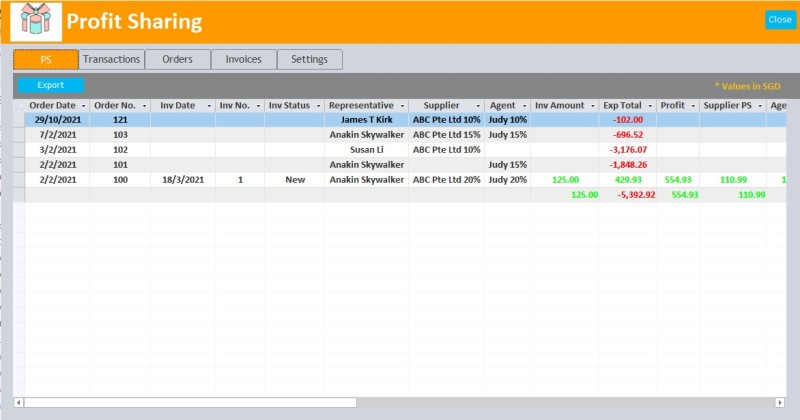 Profit Sharing
Close
PS Transactions Orders Invoices Settings
Export
* Values in SGD
Order Date Order No. Inv Date Inv No. Inv Status Representative Supplier Agent Inv Amount Exp Total Profit Supplier PS Age
29/10/2021 121 James T Kirk ABC Pte Ltd 10% Judy 10% -102.00
7/2/2021 103 Anakin Skywalker ABC Pte Ltd 15% Judy 15% -696.52
3/2/2021 102 Susan Li ABC Pte Ltd 10% -3,176.07
2/2/2021 101 Anakin Skywalker Judy 15% -1,848.26
2/2/2021 100 18/3/2021 1 New Anakin Skywalker ABC Pte Ltd 20% Judy 20% 125.00 429.93 554.93 110.99 1
125.00 -5,392.92 554.93 110.99